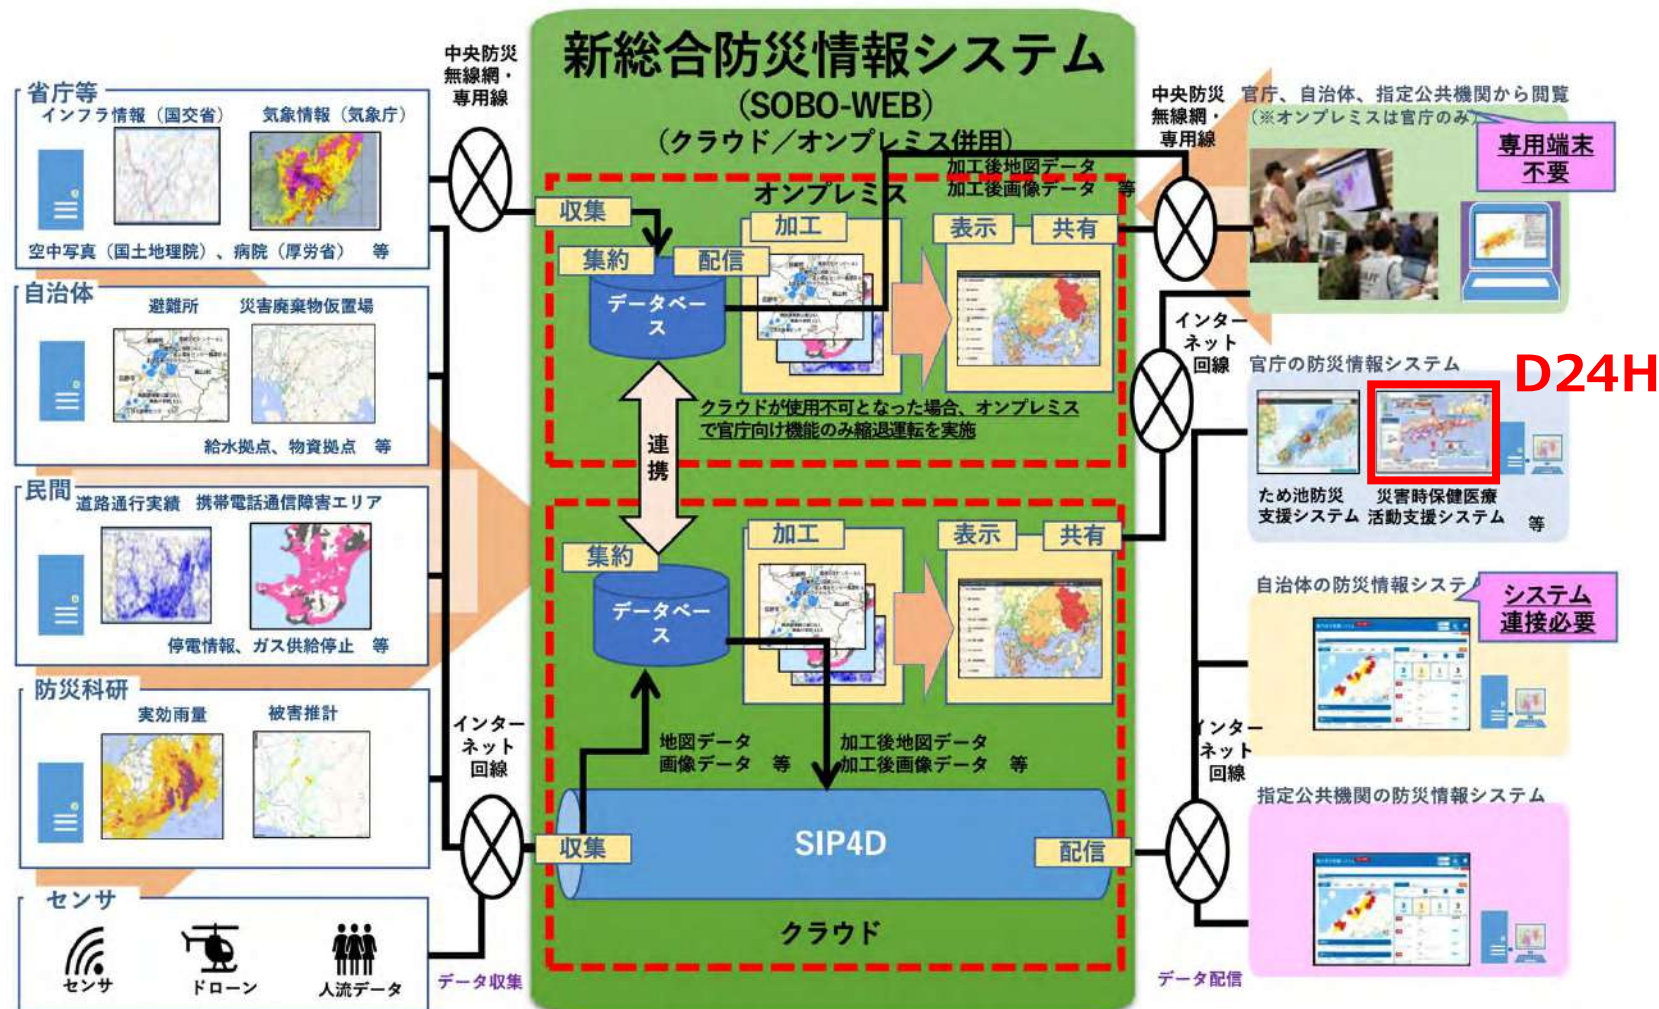 新総合防災情報システム
(SOBO-WEB)
(クラウド／オンプレミス併用)
省庁等
インフラ情報（国交省）
気象情報（気象庁）
空中写真（国土地理院）、病院（厚労省）　等
自治体
避難所
災害廃棄物仮置場
給水拠点、物資拠点　等
民間
道路通行実績
携帯電話通信障害エリア
停電情報、ガス供給停止　等
防災科研
実効雨量
被害推計
センサ
センサ
ドローン
人流データ
データ収集
中央防災
無線網・
専用線
インター
ネット
回線
オンプレミス
収集
集約
配信
データベー
ス
加工
加工後地図データ
加工後画像データ　等
表示
共有
クラウドが使用不可となった場合、オンプレミス
で官庁向け機能のみ縮退運転を実施
連
携
集約
データベー
ス
加工
表示
共有
地図データ
画像データ　等
加工後地図データ
加工後画像データ　等
収集
SIP4D
配信
クラウド
中央防災
無線網・
専用線
インター
ネット
回線
インター
ネット
回線
データ配信
官庁、自治体、指定公共機関から閲覧
(※オンプレミスは官庁のみ)
専用端末
不要
官庁の防災情報システム
D24H
ため池防災
支援システム
災害時保健医療
活動支援システム
等
自治体の防災情報システム
システム
連接必要
指定公共機関の防災情報システム